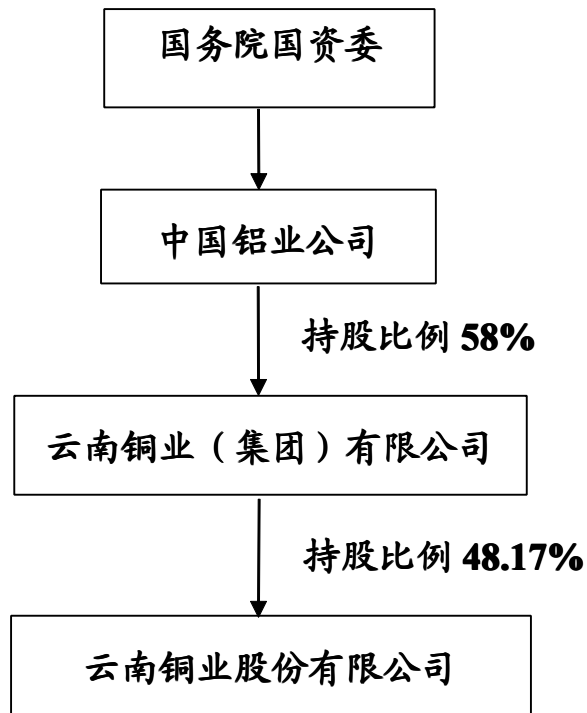 国务院国资委
中国铝业公司
持股比例 58%
云南铜业（集团）有限公司
持股比例 48.17%
云南铜业股份有限公司